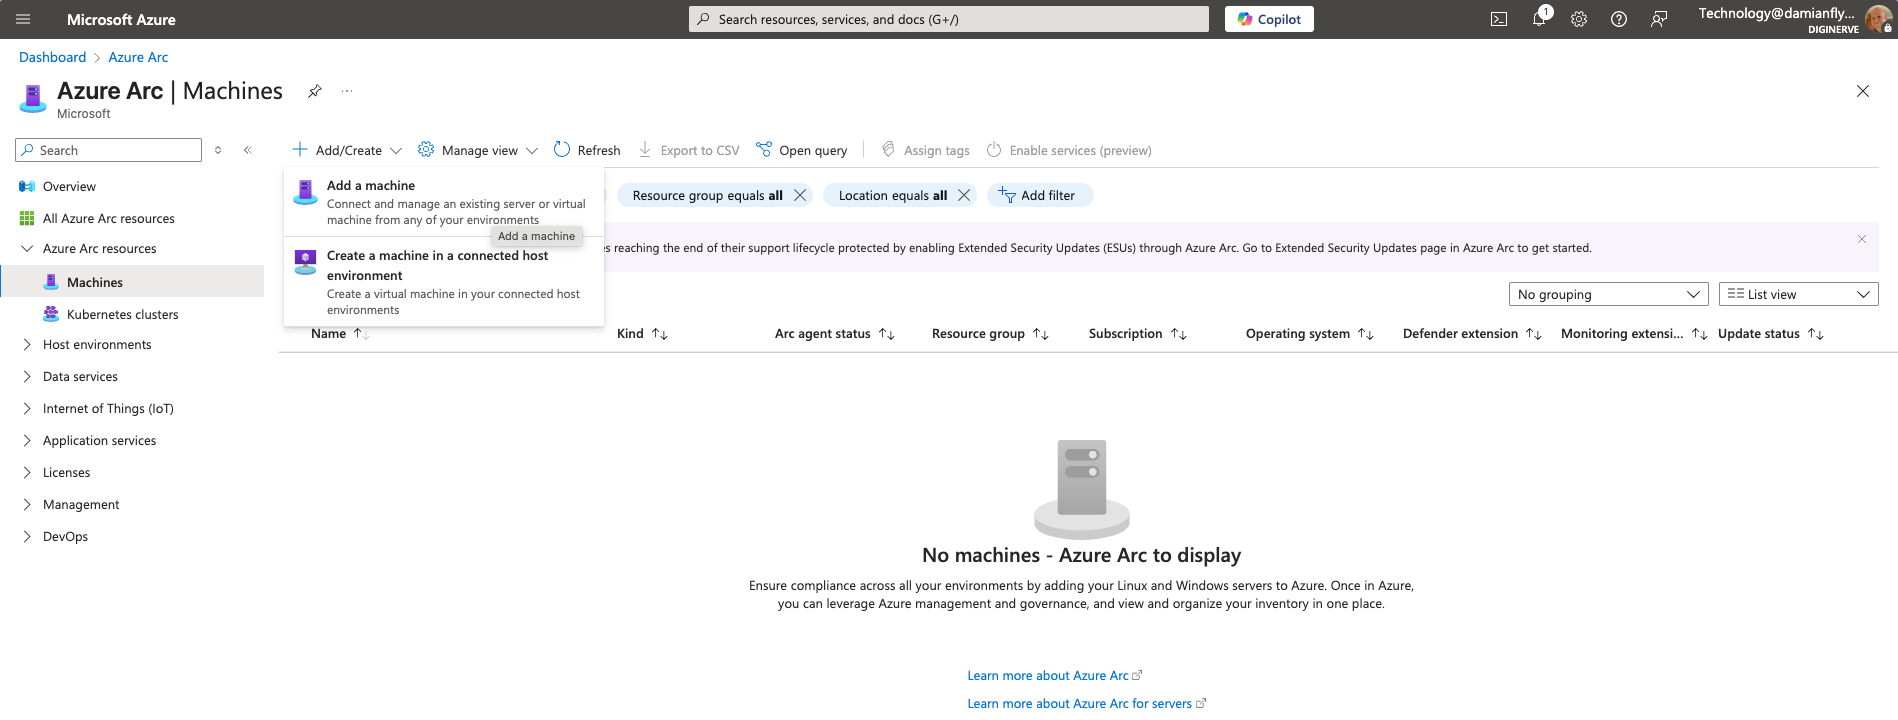 Microsoft Azure
Search resources, services, and docs (G+/)
Copilot
1
Technology@damianfly...
DIGINERVE
Dashboard > Azure Arc
Azure Arc | Machines
...
Microsoft
Search
Add/Create
Manage view
Refresh
Export to CSV
Open query
Assign tags
Enable services (preview)
Overview
All Azure Arc resources
Azure Arc resources
Machines
Kubernetes clusters
Host environments
Data services
Internet of Things (IoT)
Application services
Licenses
Management
DevOps
Add a machine
Connect and manage an existing server or virtual
machine from any of your environments
Add a machine
Create a machine in a connected host
environment
Create a virtual machine in your connected host
environments
Resource group equals all
Location equals all
Add filter
s reaching the end of their support lifecycle protected by enabling Extended Security Updates (ESUs) through Azure Arc. Go to Extended Security Updates page in Azure Arc to get started.
No grouping
List view
Name
Kind
Arc agent status
Resource group
Subscription
Operating system
Defender extension
Monitoring extensi...
Update status
No machines - Azure Arc to display
Ensure compliance across all your environments by adding your Linux and Windows servers to Azure. Once in Azure,
you can leverage Azure management and governance, and view and organize your inventory in one place.
Learn more about Azure Arc
Learn more about Azure Arc for servers